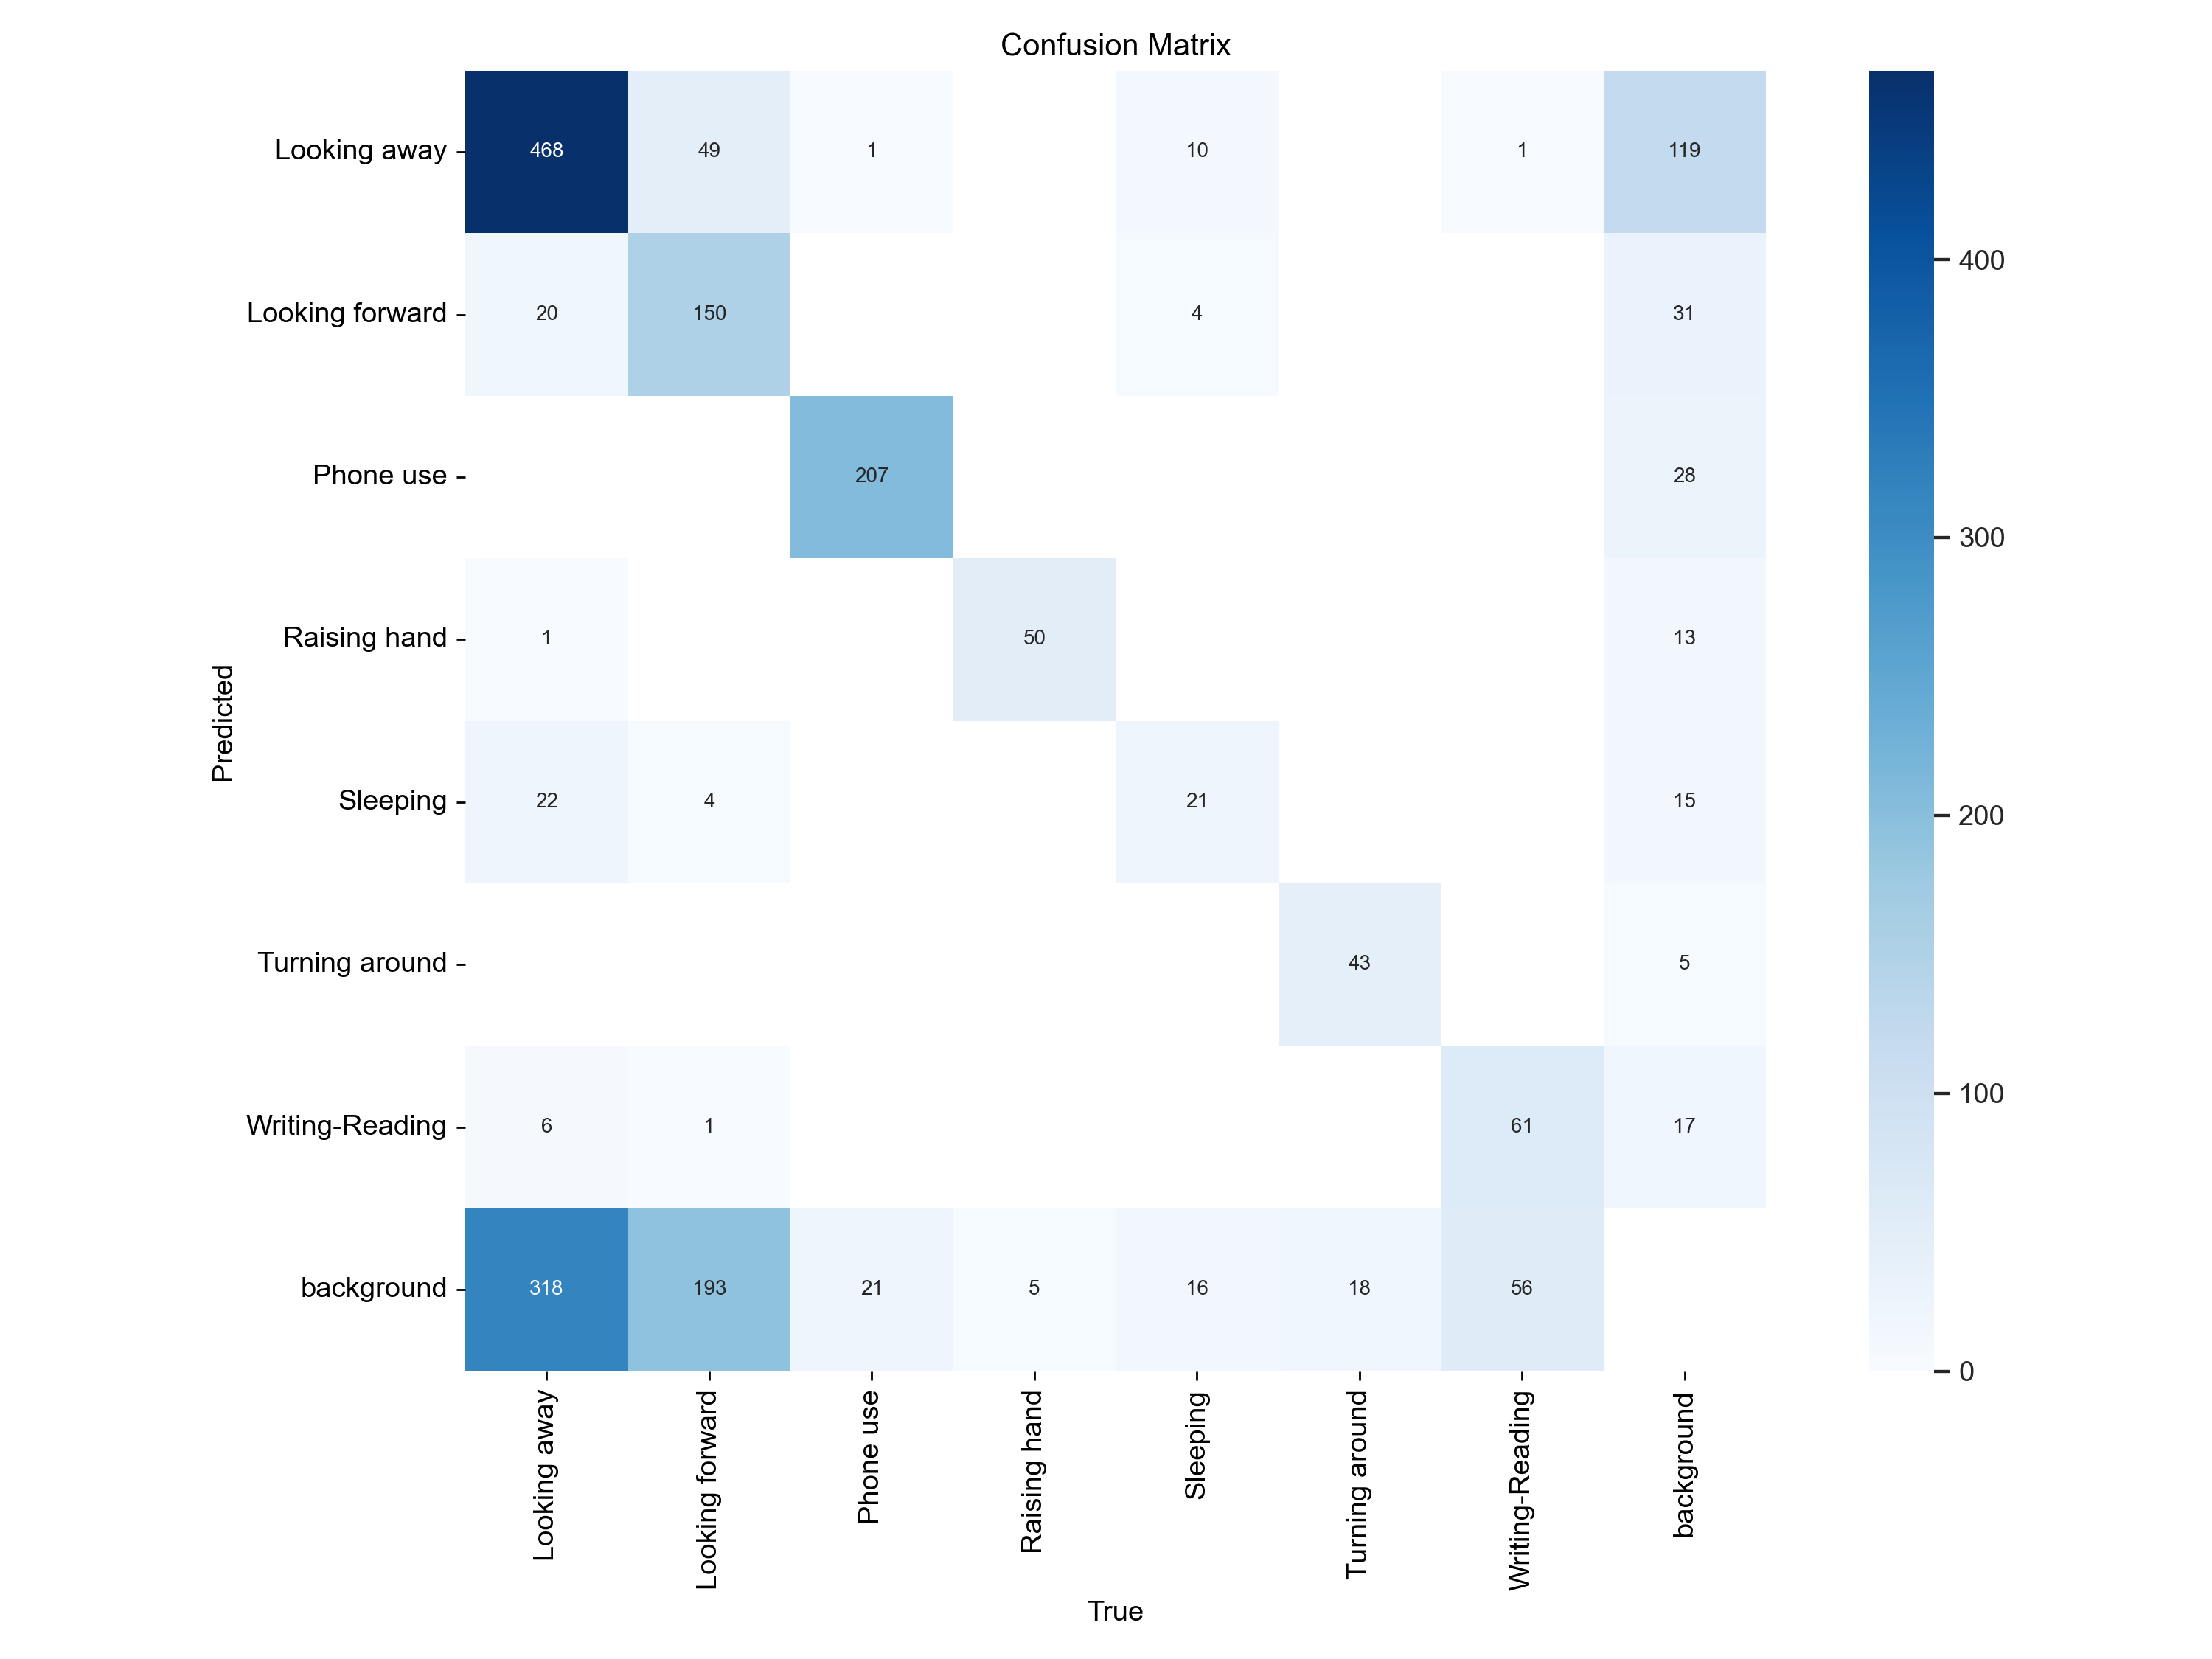 Confusion Matrix
Looking away 468 49 1 10 1 119
Looking forward 20 150 4 31
Phone use 207 28
Raising hand 1 50 13
Sleeping 22 4 21 15
Turning around 43 5
Writing-Reading 6 1 61 17
background 318 193 21 5 16 18 56
Predicted
Looking away
Looking forward
Phone use
Raising hand
Sleeping
Turning around
Writing-Reading
background
True
400
300
200
100
0